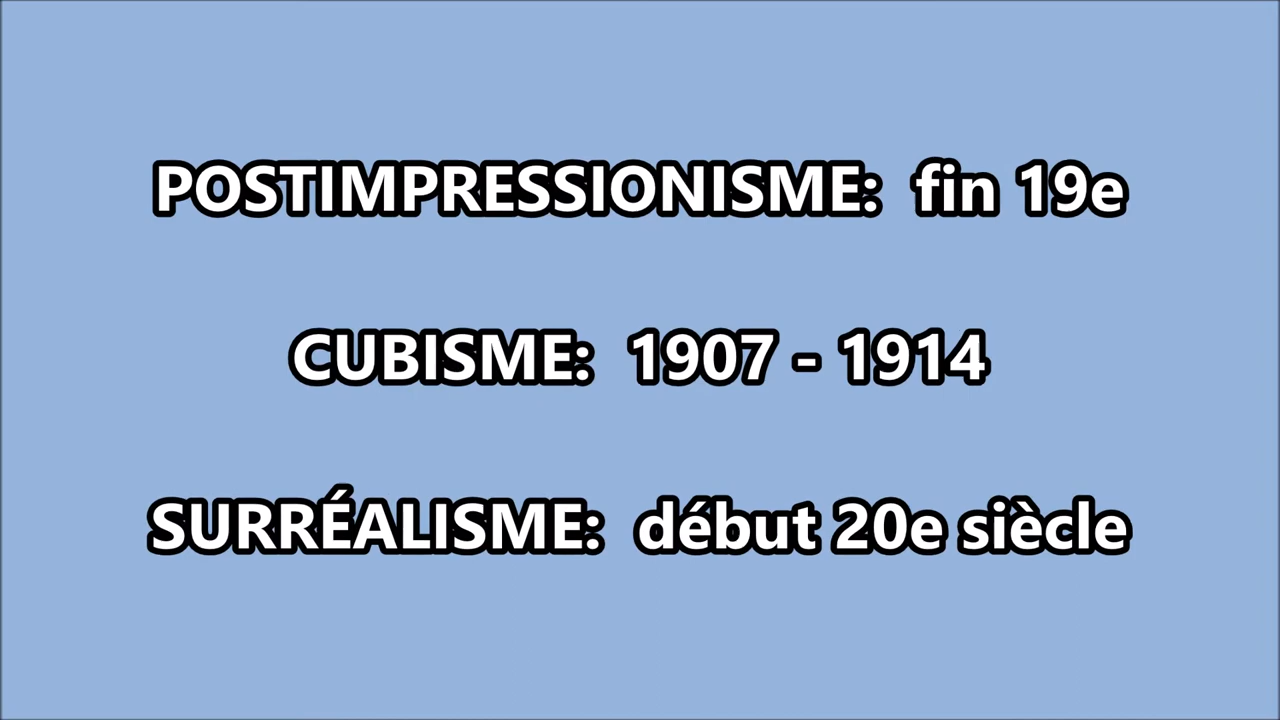 POSTIMPRESSIONISME: fin 19e
CUBISME: 1907 - 1914
SURRÉALISME: début 20e siècle